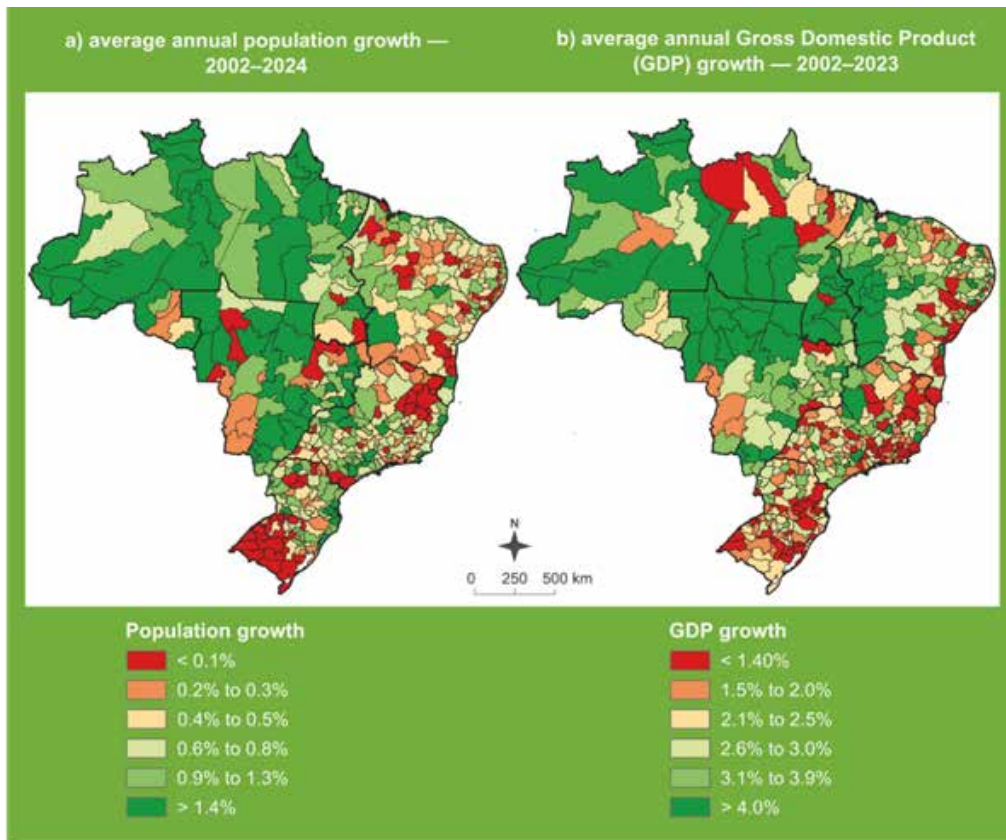 a) average annual population growth —
2002–2024
b) average annual Gross Domestic Product
(GDP) growth — 2002–2023
N
0 250 500 km
Population growth
< 0.1%
0.2% to 0.3%
0.4% to 0.5%
0.6% to 0.8%
0.9% to 1.3%
> 1.4%
GDP growth
< 1.40%
1.5% to 2.0%
2.1% to 2.5%
2.6% to 3.0%
3.1% to 3.9%
> 4.0%